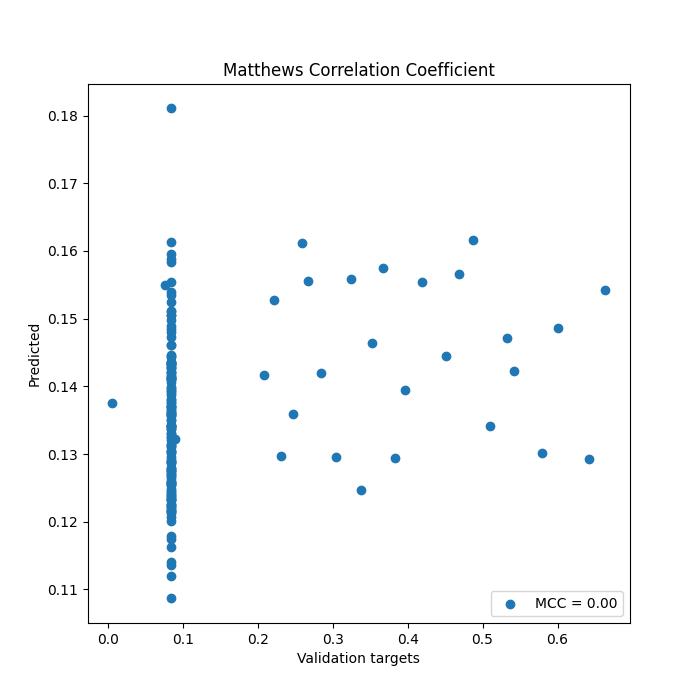 Matthews Correlation Coefficient
0.18
0.17
0.16
0.15
0.14
0.13
0.12
0.11
Predicted
MCC = 0.00
0.0 0.1 0.2 0.3 0.4 0.5 0.6
Validation targets